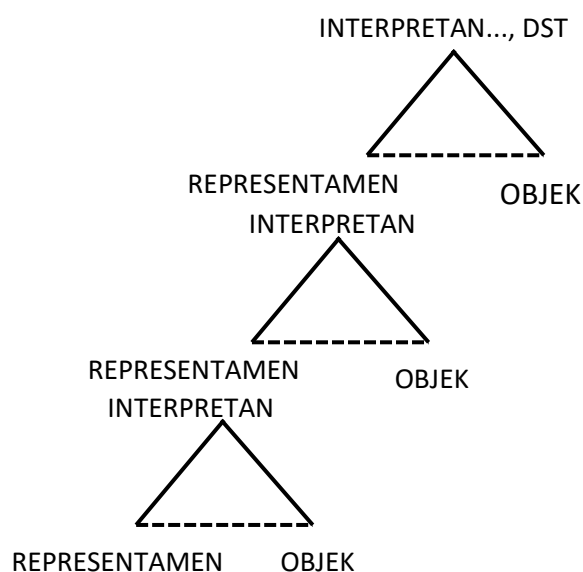 INTERPRETAN..., DST
REPRESENTAMEN
OBJEK
INTERPRETAN
REPRESENTAMEN
OBJEK
INTERPRETAN
REPRESENTAMEN OBJEK